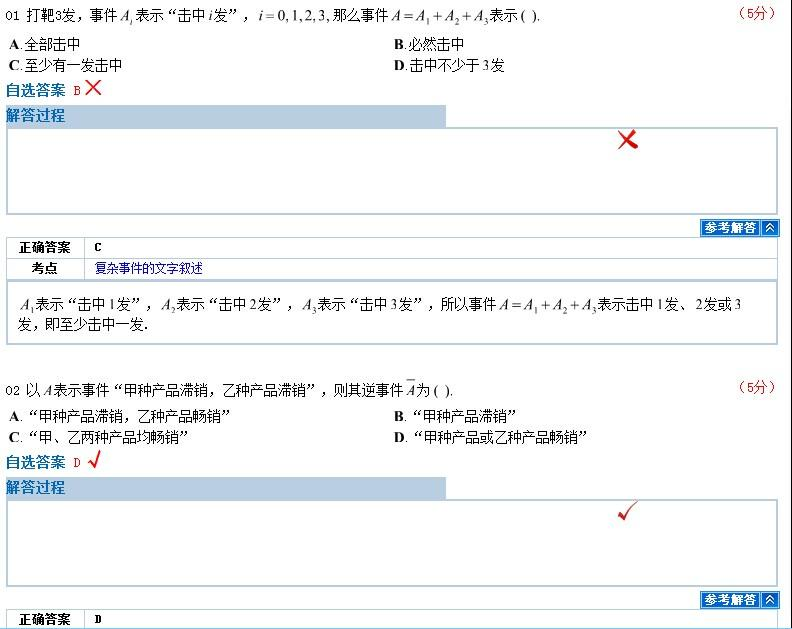 01 打靶3发，事件Aᵢ表示“击中i发”，i=0,1,2,3,那么事件A=A₁+A₂+A₃表示( ).
（5分）
A.全部击中
B.必然击中
C.至少有一发击中
D.击中不少于3发
自选答案 B
解答过程
参考解答
正确答案 C
考点 复杂事件的文字叙述
A₁表示“击中1发”，A₂表示“击中2发”，A₃表示“击中3发”，所以事件A=A₁+A₂+A₃表示击中1发、2发或3
发，即至少击中一发.
02 以A表示事件“甲种产品滞销，乙种产品滞销”，则其逆事件A̅为( ).
（5分）
A.“甲种产品滞销，乙种产品畅销”
B.“甲种产品滞销”
C.“甲、乙两种产品均畅销”
D.“甲种产品或乙种产品畅销”
自选答案 D
解答过程
参考解答
正确答案 D